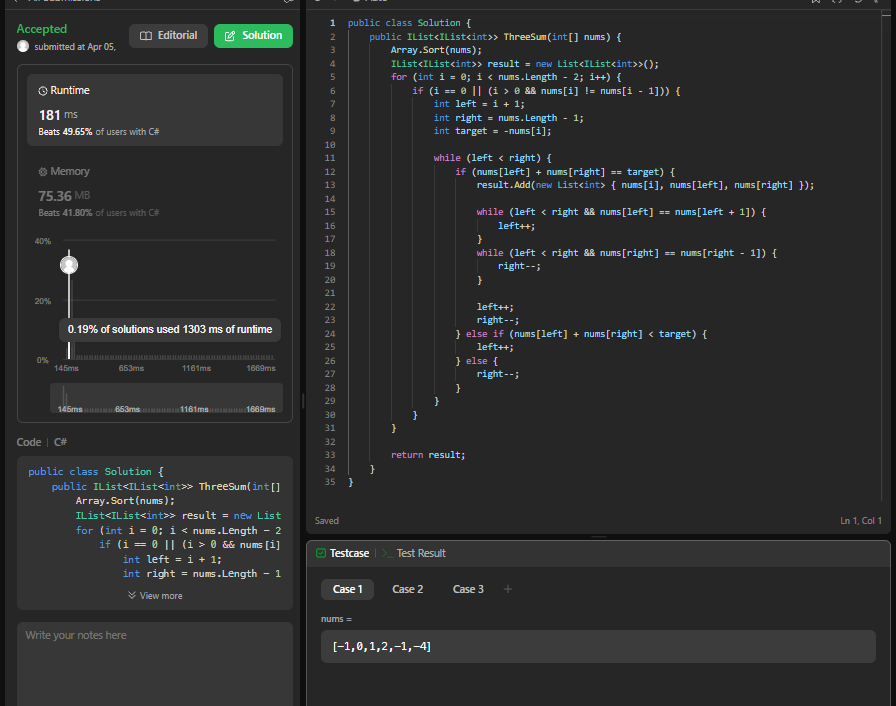 Accepted
submitted at Apr 05,
Editorial
Solution
Runtime
181 ms
Beats 49.65% of users with C#
Memory
75.36 MB
Beats 41.80% of users with C#
40%
20%
0.19% of solutions used 1303 ms of runtime
0%
145ms 653ms 1161ms 1669ms
145ms 653ms 1161ms 1669ms
Code | C#
public class Solution {
public IList<IList<int>> ThreeSum(int[]
Array.Sort(nums);
IList<IList<int>> result = new List
for (int i = 0; i < nums.Length - 2
if (i == 0 || (i > 0 && nums[i]
int left = i + 1;
int right = nums.Length - 1
View more
Write your notes here
1 public class Solution {
2 public IList<IList<int>> ThreeSum(int[] nums) {
3 Array.Sort(nums);
4 IList<IList<int>> result = new List<IList<int>>();
5 for (int i = 0; i < nums.Length - 2; i++) {
6 if (i == 0 || (i > 0 && nums[i] != nums[i - 1])) {
7 int left = i + 1;
8 int right = nums.Length - 1;
9 int target = -nums[i];
10
11 while (left < right) {
12 if (nums[left] + nums[right] == target) {
13 result.Add(new List<int> { nums[i], nums[left], nums[right] });
14
15 while (left < right && nums[left] == nums[left + 1]) {
16 left++;
17 }
18 while (left < right && nums[right] == nums[right - 1]) {
19 right--;
20 }
21
22 left++;
23 right--;
24 } else if (nums[left] + nums[right] < target) {
25 left++;
26 } else {
27 right--;
28 }
29 }
30 }
31 }
32
33 return result;
34 }
35 }
Saved
Ln 1, Col 1
Testcase | >_ Test Result
Case 1 Case 2 Case 3 +
nums =
[-1,0,1,2,-1,-4]